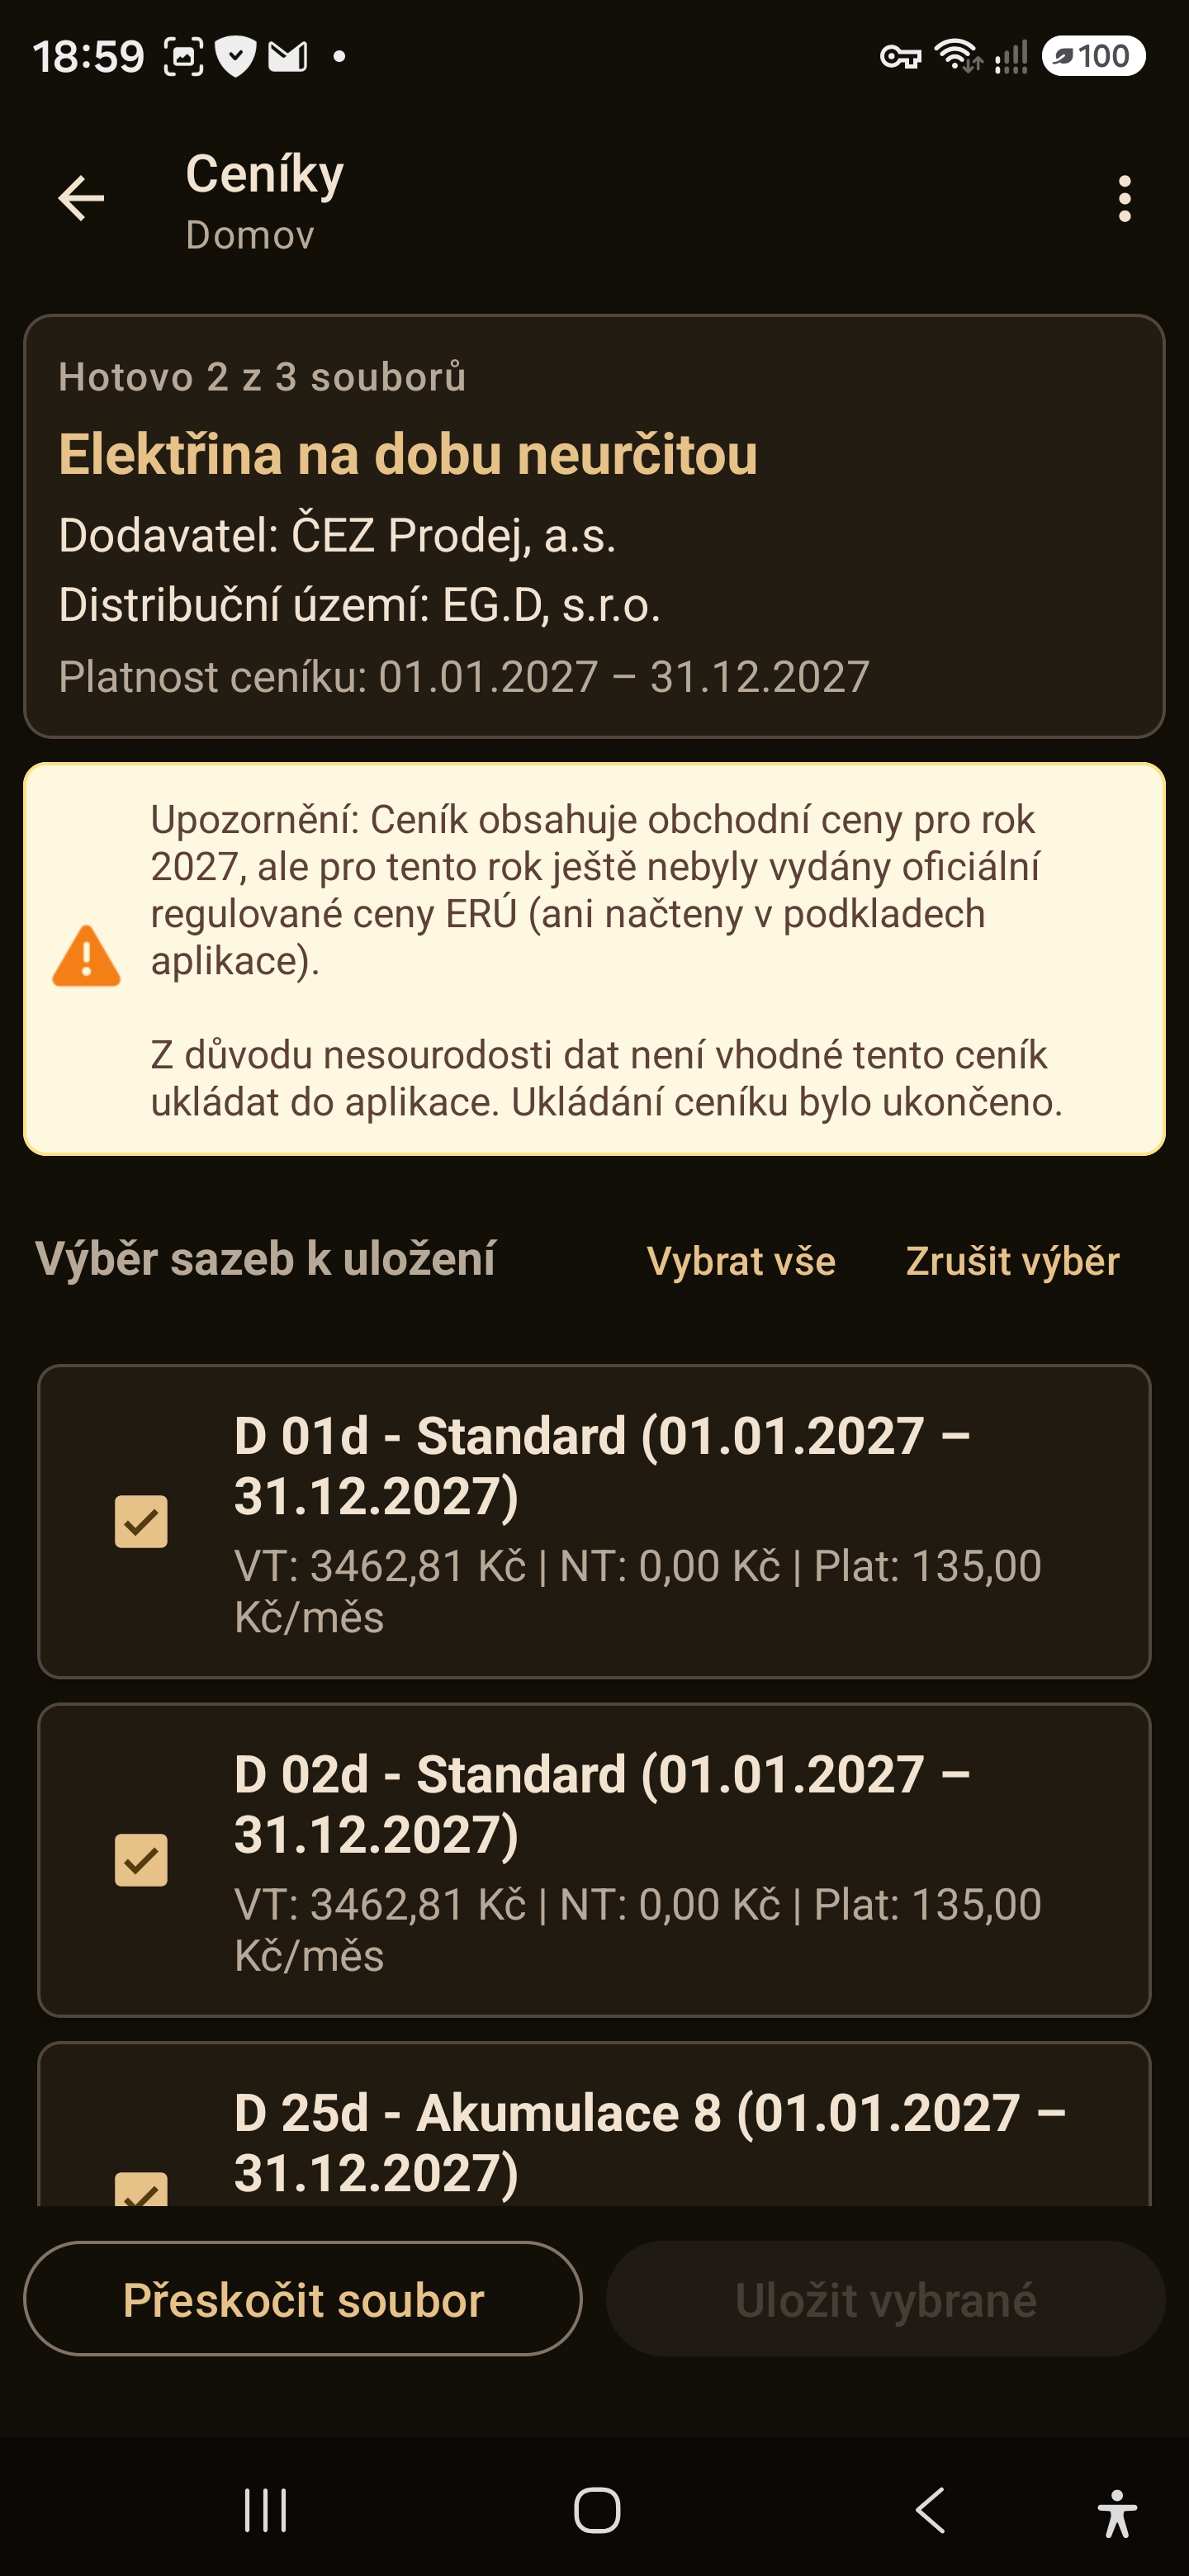 18:59
100
Ceníky
Domov
Hotovo 2 z 3 souborů
Elektřina na dobu neurčitou
Dodavatel: ČEZ Prodej, a.s.
Distribuční území: EG.D, s.r.o.
Platnost ceníku: 01.01.2027 – 31.12.2027
Upozornění: Ceník obsahuje obchodní ceny pro rok
2027, ale pro tento rok ještě nebyly vydány oficiální
regulované ceny ERÚ (ani načteny v podkladech
aplikace).
Z důvodu nesourodosti dat není vhodné tento ceník
ukládat do aplikace. Ukládání ceníku bylo ukončeno.
Výběr sazeb k uložení
Vybrat vše
Zrušit výběr
D 01d - Standard (01.01.2027 –
31.12.2027)
VT: 3462,81 Kč | NT: 0,00 Kč | Plat: 135,00
Kč/měs
D 02d - Standard (01.01.2027 –
31.12.2027)
VT: 3462,81 Kč | NT: 0,00 Kč | Plat: 135,00
Kč/měs
D 25d - Akumulace 8 (01.01.2027 –
31.12.2027)
Přeskočit soubor
Uložit vybrané